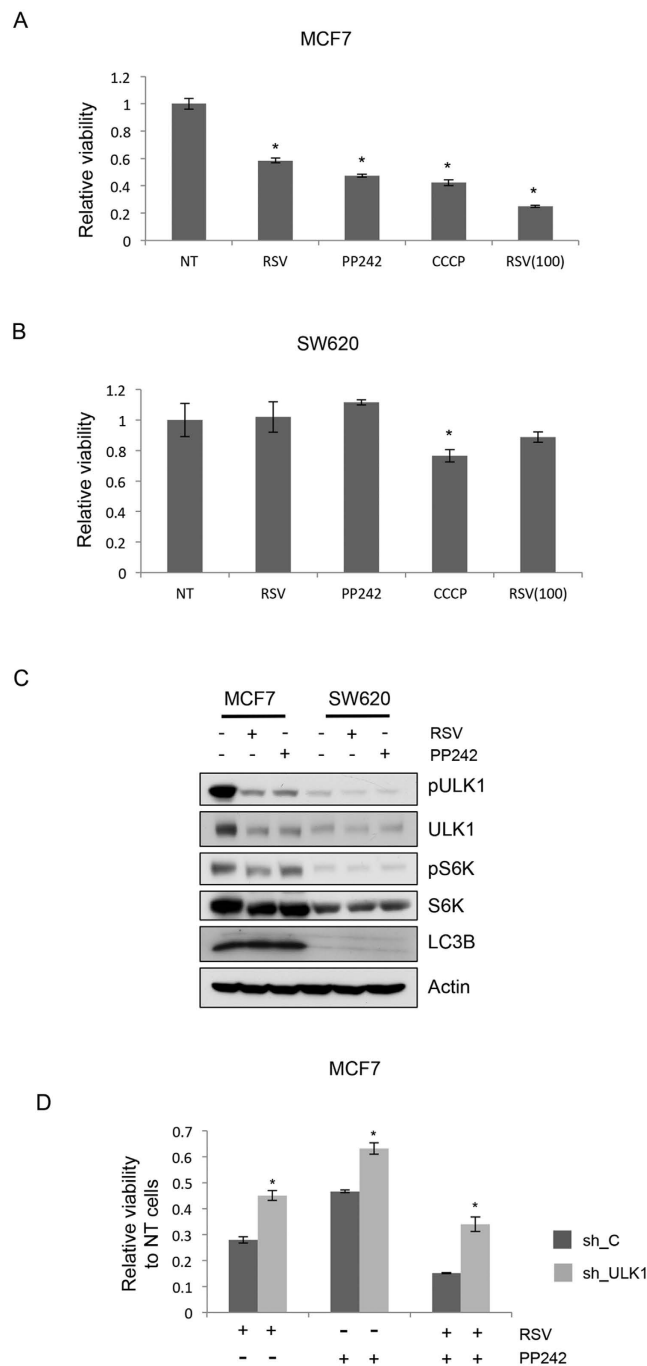 A
MCF7
Relative viability
1.2
1
0.8
0.6
0.4
0.2
0
*
*
*
*
NT RSV PP242 CCCP RSV(100)
B
SW620
Relative viability
1.2
1
0.8
0.6
0.4
0.2
0
*
NT RSV PP242 CCCP RSV(100)
C
MCF7 SW620
- + - - + - RSV
- - + - - + PP242
pULK1
ULK1
pS6K
S6K
LC3B
Actin
MCF7
D
Relative viability
to NT cells
0.7
0.6
0.5
0.4
0.3
0.2
0.1
0
*
*
*
sh_C
sh_ULK1
+ + - - + + RSV
- - + + + + PP242